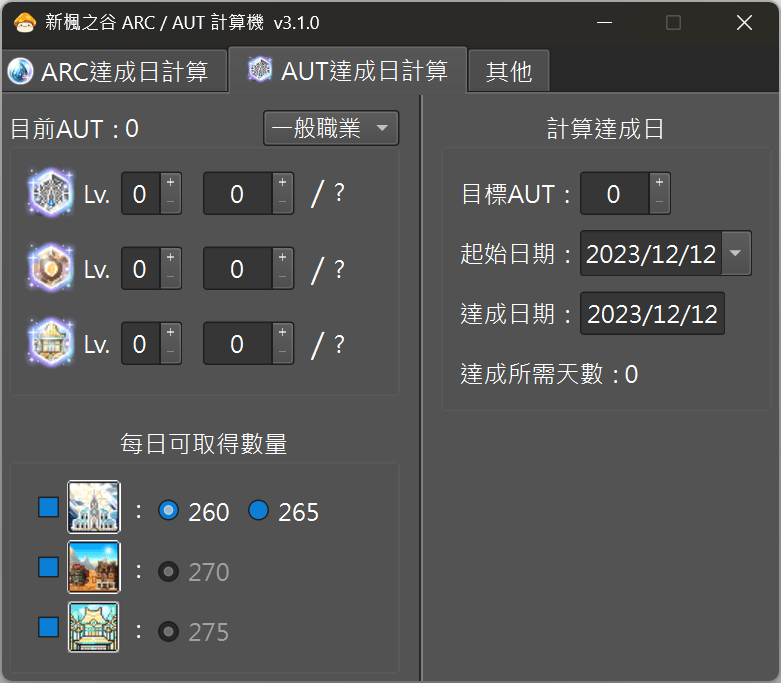 新楓之谷 ARC / AUT 計算機 v3.1.0
ARC達成日計算 AUT達成日計算 其他
目前AUT : 0 一般職業
Lv. 0 + − 0 + − / ?
Lv. 0 + − 0 + − / ?
Lv. 0 + − 0 + − / ?
每日可取得數量
: 260 265
: 270
: 275
計算達成日
目標AUT : 0 + −
起始日期 : 2023/12/12
達成日期 : 2023/12/12
達成所需天數 : 0